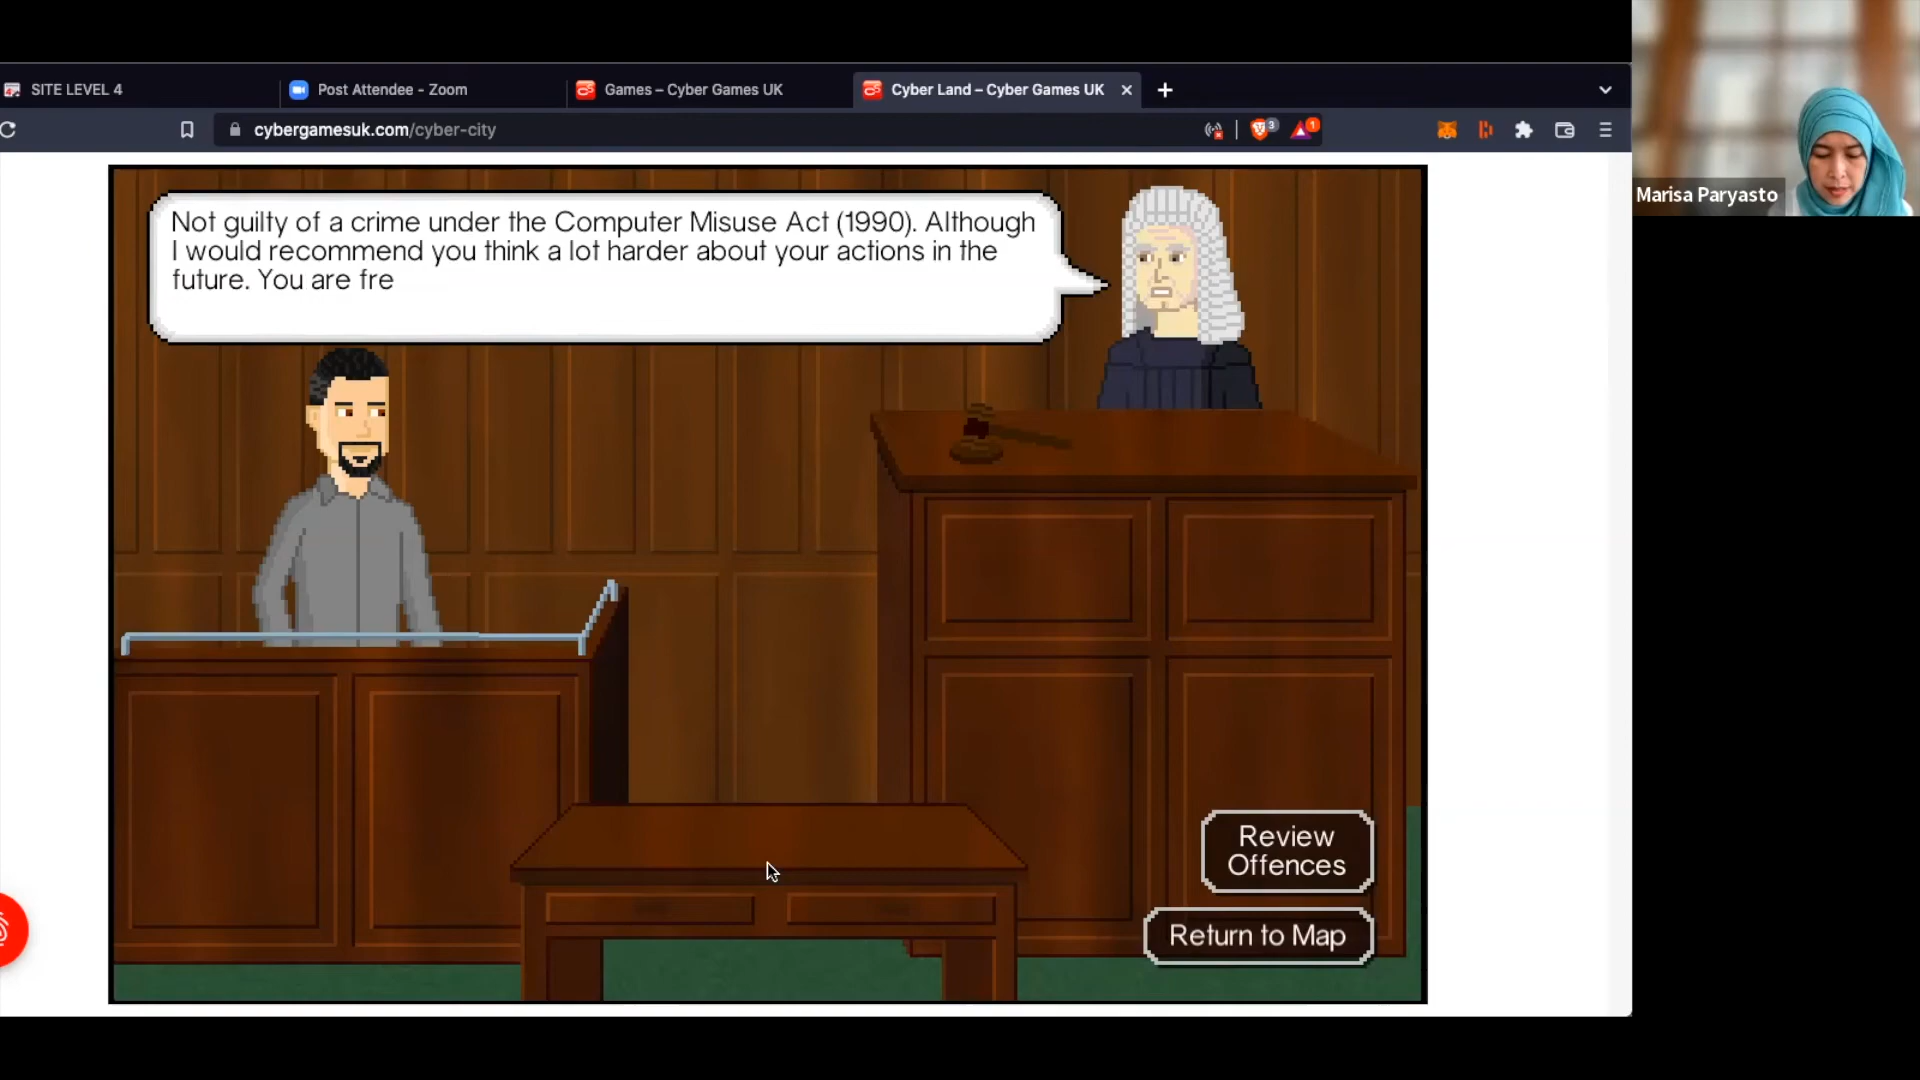 SITE LEVEL 4
Post Attendee - Zoom
Games – Cyber Games UK
Cyber Land – Cyber Games UK
cybergamesuk.com/cyber-city
3
1
Marisa Paryasto
Not guilty of a crime under the Computer Misuse Act (1990). Although
I would recommend you think a lot harder about your actions in the
future. You are fre
Review
Offences
Return to Map